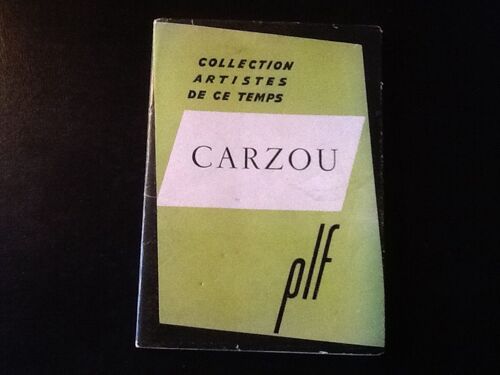 COLLECTION
ARTISTES
DE CE TEMPS
CARZOU
plf